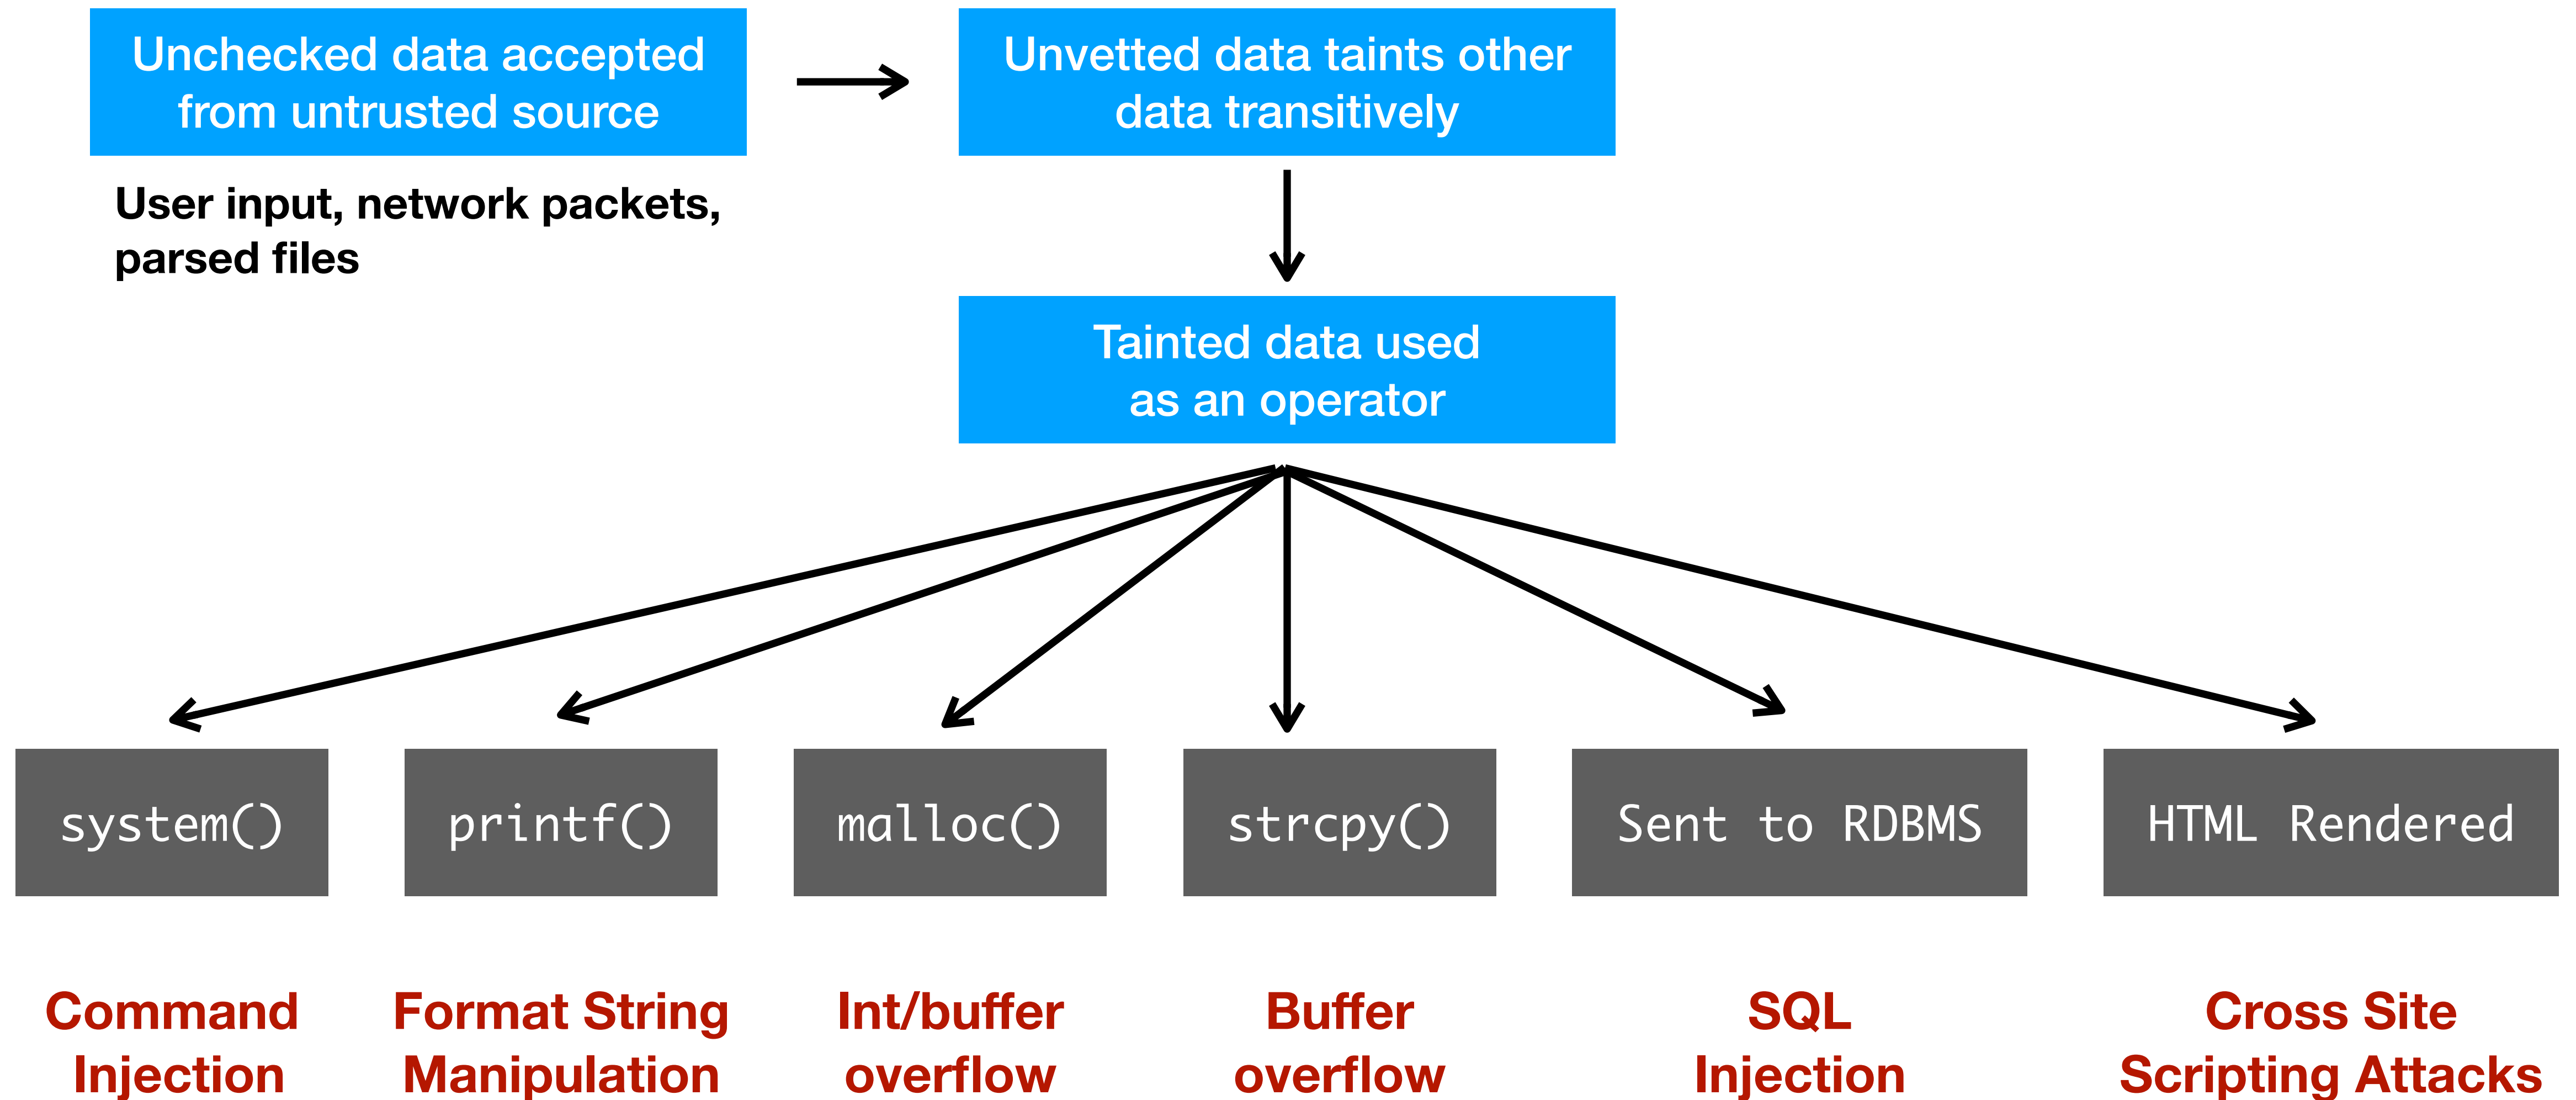 Unchecked data accepted
from untrusted source
Unvetted data taints other
data transitively
User input, network packets,
parsed files
Tainted data used
as an operator
system()
printf()
malloc()
strcpy()
Sent to RDBMS
HTML Rendered
Command
Injection
Format String
Manipulation
Int/buffer
overflow
Buffer
overflow
SQL
Injection
Cross Site
Scripting Attacks